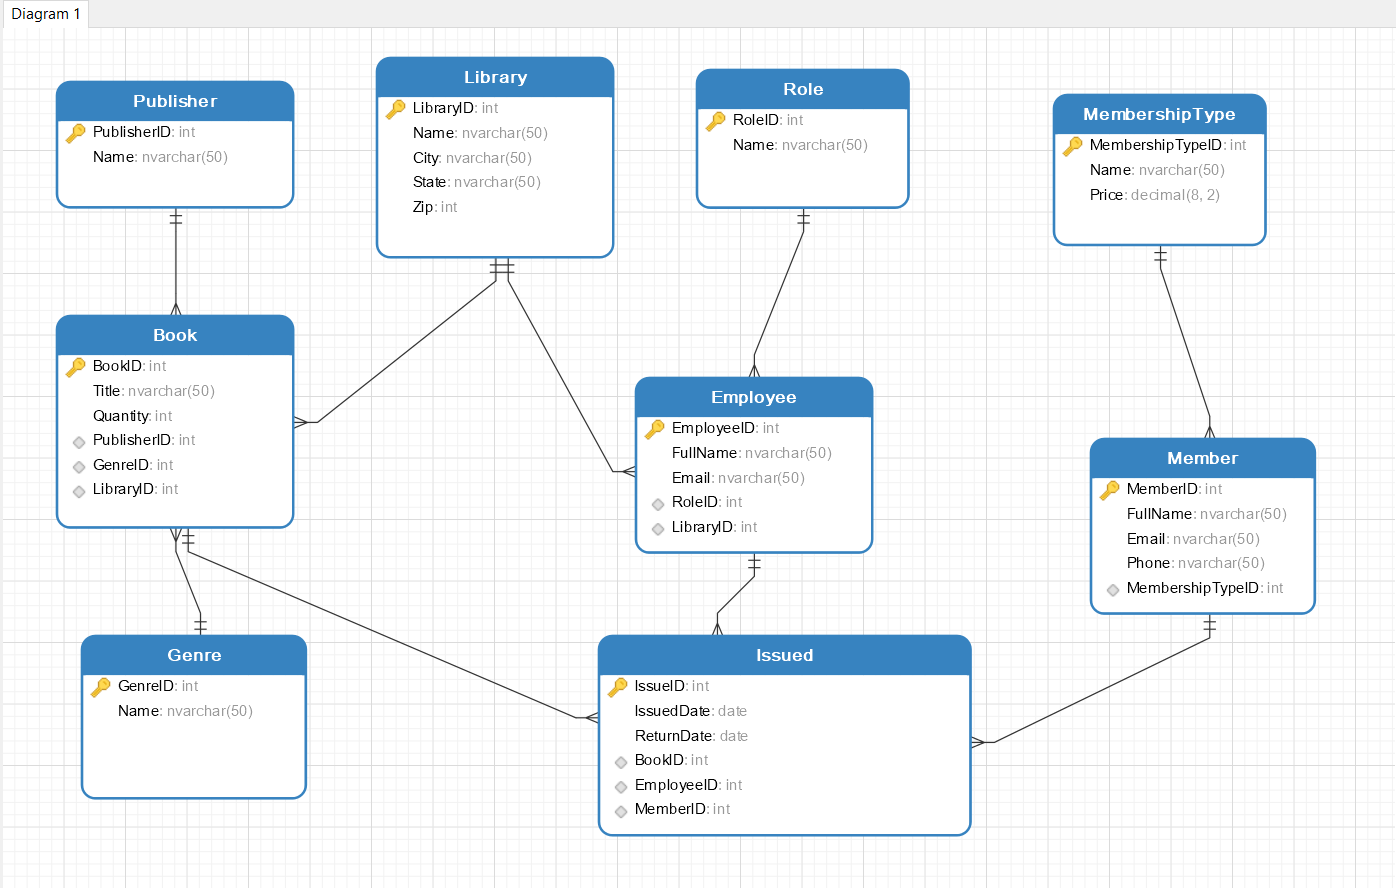 Diagram 1
Publisher
PublisherID: int
Name: nvarchar(50)
Library
LibraryID: int
Name: nvarchar(50)
City: nvarchar(50)
State: nvarchar(50)
Zip: int
Role
RoleID: int
Name: nvarchar(50)
MembershipType
MembershipTypeID: int
Name: nvarchar(50)
Price: decimal(8, 2)
Book
BookID: int
Title: nvarchar(50)
Quantity: int
PublisherID: int
GenreID: int
LibraryID: int
Employee
EmployeeID: int
FullName: nvarchar(50)
Email: nvarchar(50)
RoleID: int
LibraryID: int
Member
MemberID: int
FullName: nvarchar(50)
Email: nvarchar(50)
Phone: nvarchar(50)
MembershipTypeID: int
Genre
GenreID: int
Name: nvarchar(50)
Issued
IssueID: int
IssuedDate: date
ReturnDate: date
BookID: int
EmployeeID: int
MemberID: int